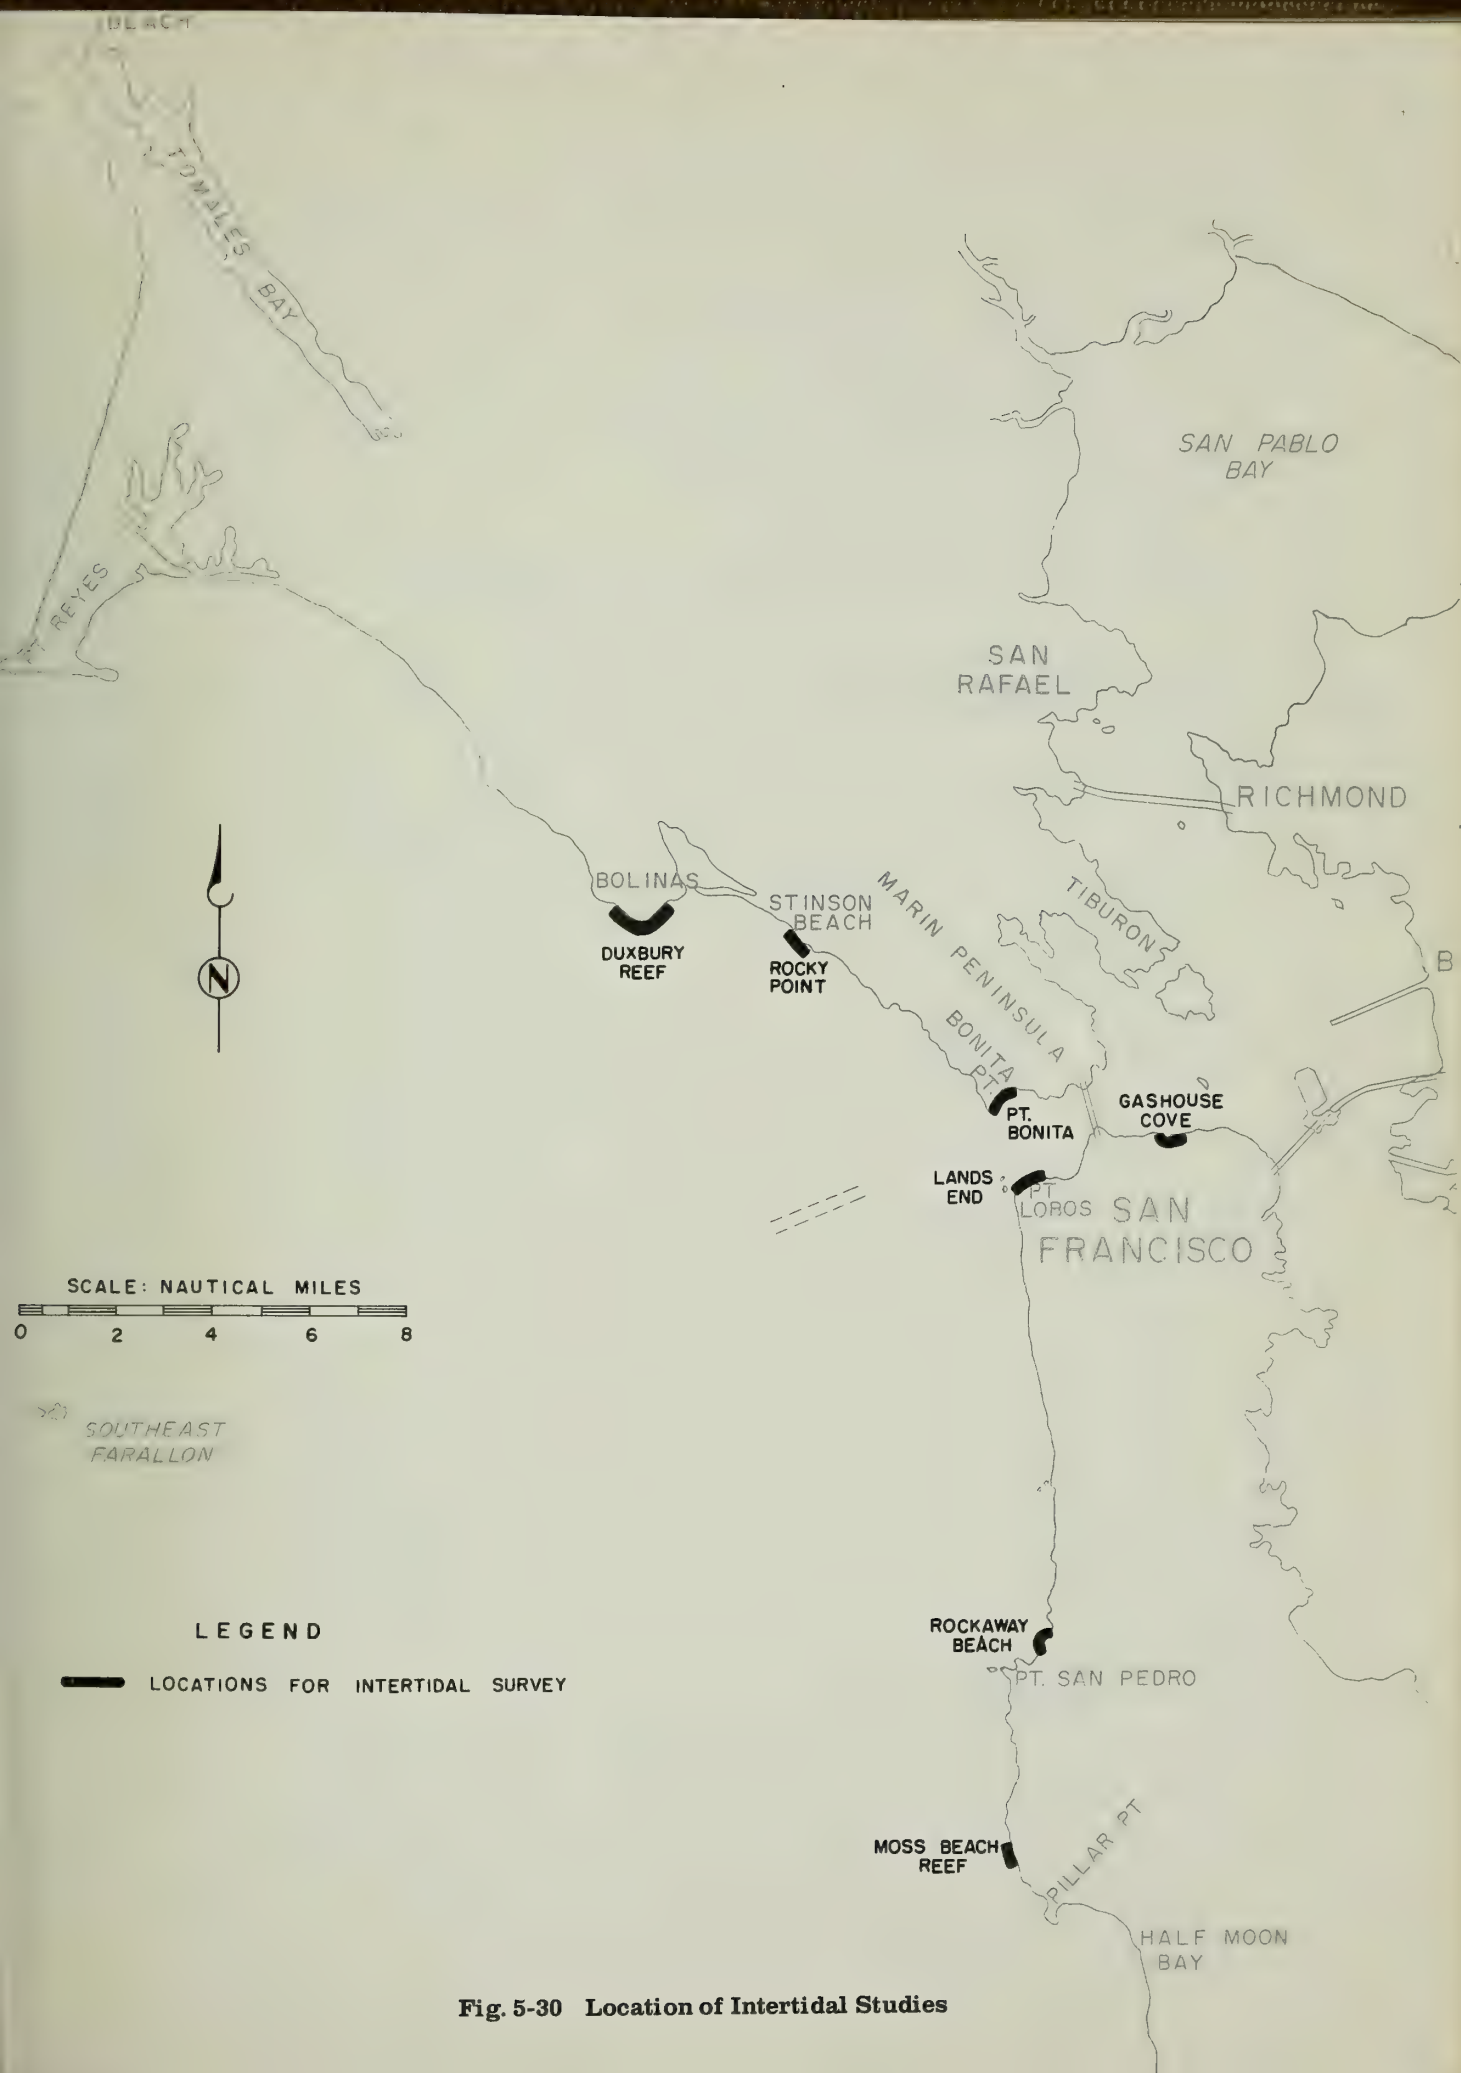 BEACH
TOMALES
BAY
SAN PABLO
BAY
PT REYES
SAN
RAFAEL
RICHMOND
BOLINAS
STINSON
BEACH
MARIN PENINSULA
TIBURON
DUXBURY
REEF
ROCKY
POINT
B
N
PT. BONITA
PT.
BONITA
GASHOUSE
COVE
LANDS
END
PT
LOBOS
SAN
FRANCISCO
SCALE: NAUTICAL MILES
0 2 4 6 8
SOUTHEAST
FARALLON
LEGEND
LOCATIONS FOR INTERTIDAL SURVEY
ROCKAWAY
BEACH
PT. SAN PEDRO
MOSS BEACH
REEF
PILLAR PT
HALF MOON
BAY
Fig. 5-30 Location of Intertidal Studies